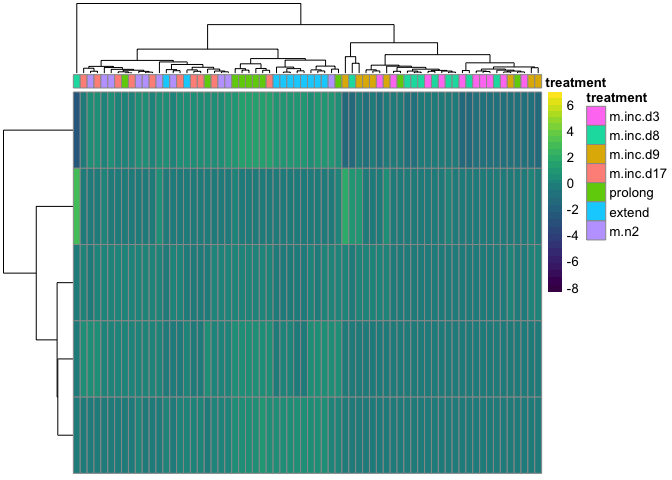 treatment
6
4
2
0
-2
-4
-6
-8
treatment
m.inc.d3
m.inc.d8
m.inc.d9
m.inc.d17
prolong
extend
m.n2